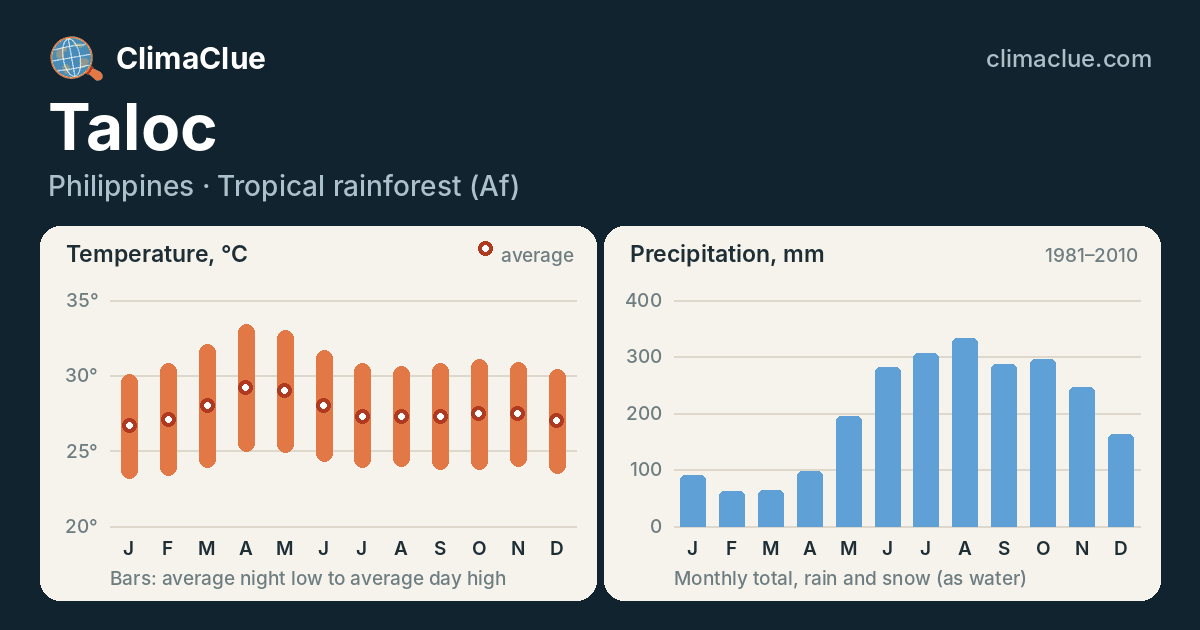 ClimaClue
climaclue.com
Taloc
Philippines · Tropical rainforest (Af)
Temperature, °C
average
35°
30°
25°
20°
J F M A M J J A S O N D
Bars: average night low to average day high
Precipitation, mm
1981–2010
400
300
200
100
0
J F M A M J J A S O N D
Monthly total, rain and snow (as water)